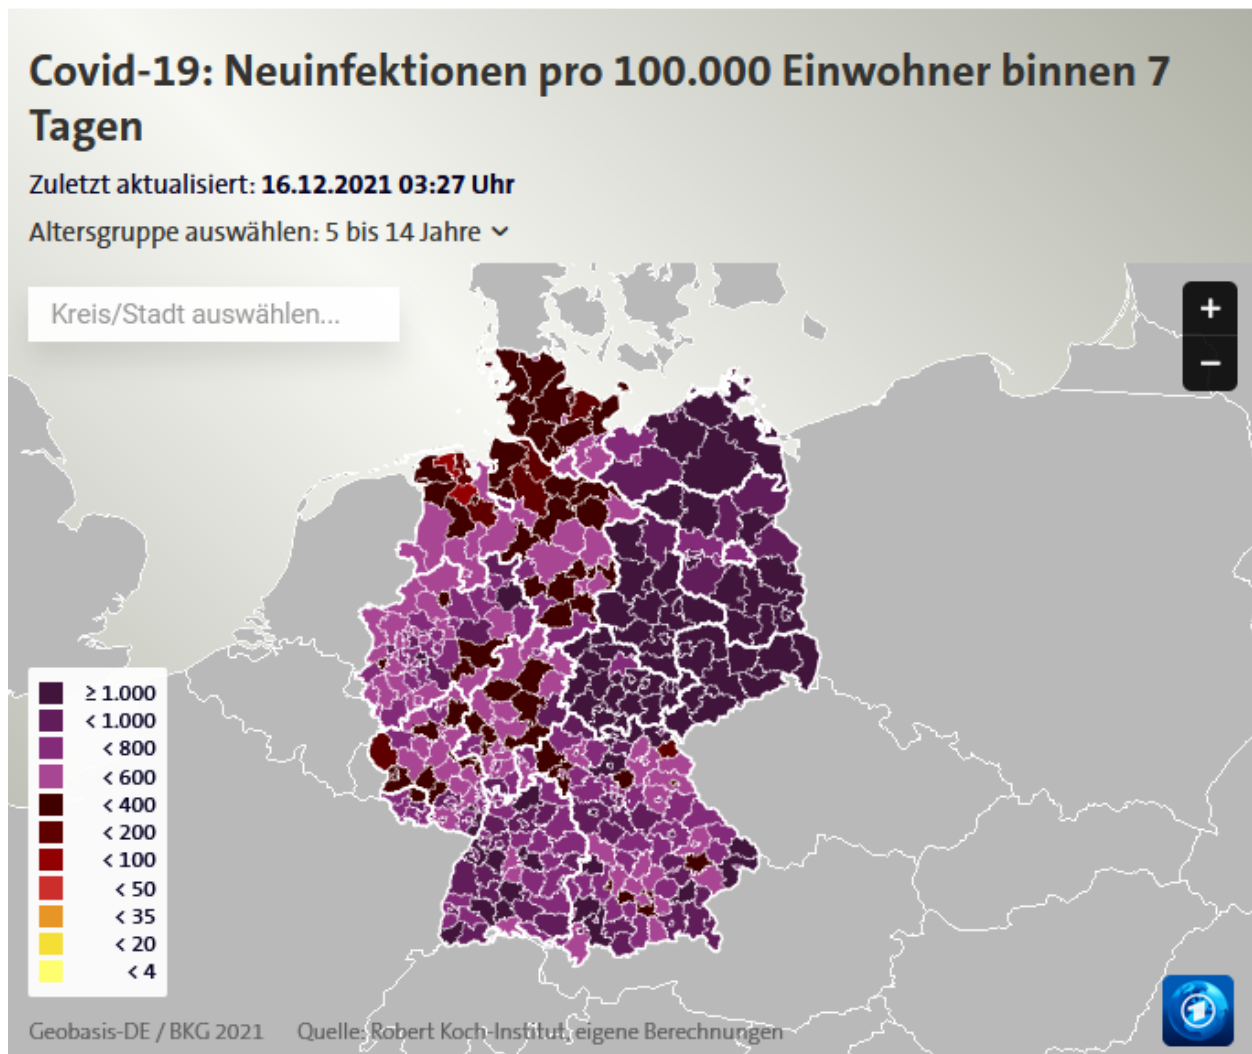 Covid-19: Neuinfektionen pro 100.000 Einwohner binnen 7
Tagen
Zuletzt aktualisiert: 16.12.2021 03:27 Uhr
Altersgruppe auswählen: 5 bis 14 Jahre
Kreis/Stadt auswählen...
+
−
≥ 1.000
< 1.000
< 800
< 600
< 400
< 200
< 100
< 50
< 35
< 20
< 4
Geobasis-DE / BKG 2021 Quelle: Robert Koch-Institut, eigene Berechnungen
1